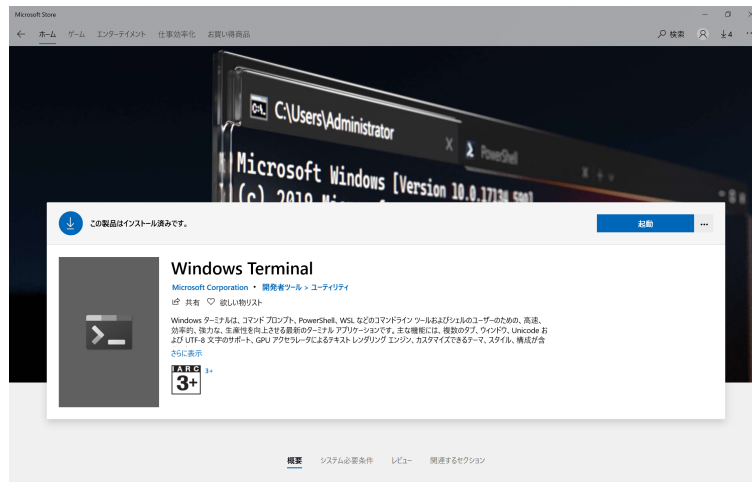 Microsoft Store
ホーム ゲーム エンターテイメント 仕事効率化 お買い得商品 検索 4
C:\Users\Administrator
PowerShell
Microsoft Windows [Version 10.0.17134.590]
(c) 2019
この製品はインストール済みです。 起動
Windows Terminal
Microsoft Corporation • 開発者ツール > ユーティリティ
共有 欲しい物リスト
Windows ターミナルは、コマンド プロンプト、PowerShell、WSL などのコマンドライン ツールおよびシェルのユーザーのための、高速、
効率的、強力な、生産性を向上させる最新のターミナル アプリケーションです。主な機能には、複数のタブ、ウィンドウ、Unicode お
よび UTF-8 文字のサポート、GPU アクセラレータによるテキスト レンダリング エンジン、カスタマイズできるテーマ、スタイル、構成が含
さらに表示
IARC
3+
3+
概要 システム必要条件 レビュー 関連するセクション